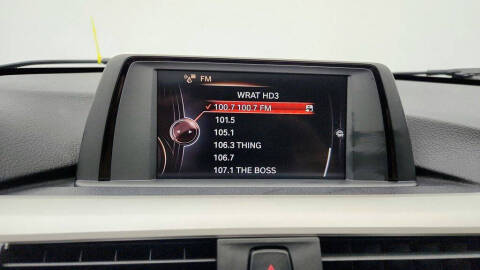 FM
WRAT HD3
100.7 100.7 FM
101.5
105.1
106.3 THING
106.7
107.1 THE BOSS